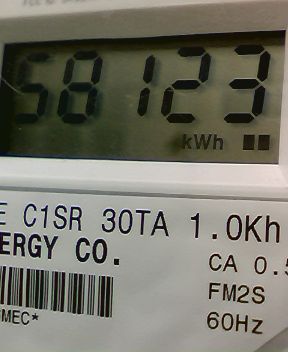 58123
kWh
E C1SR 30TA 1.0Kh
ERGY CO.
CA 0.5
FM2S
MEC*
60Hz